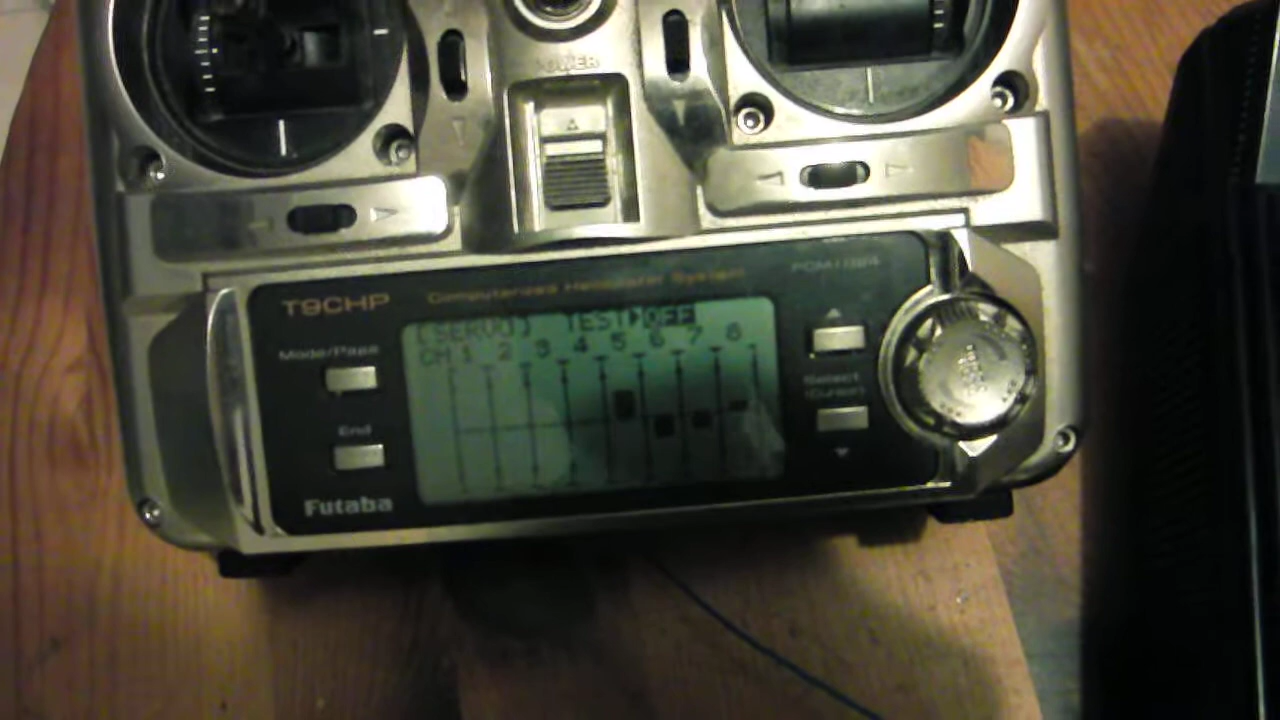 POWER
T9CHP Computerized Helicopter System PCM1024
Mode/Page
End
Futaba
[SERVO] TEST▶OFF
CH 1 2 3 4 5 6 7 8
Select
(Cursor)